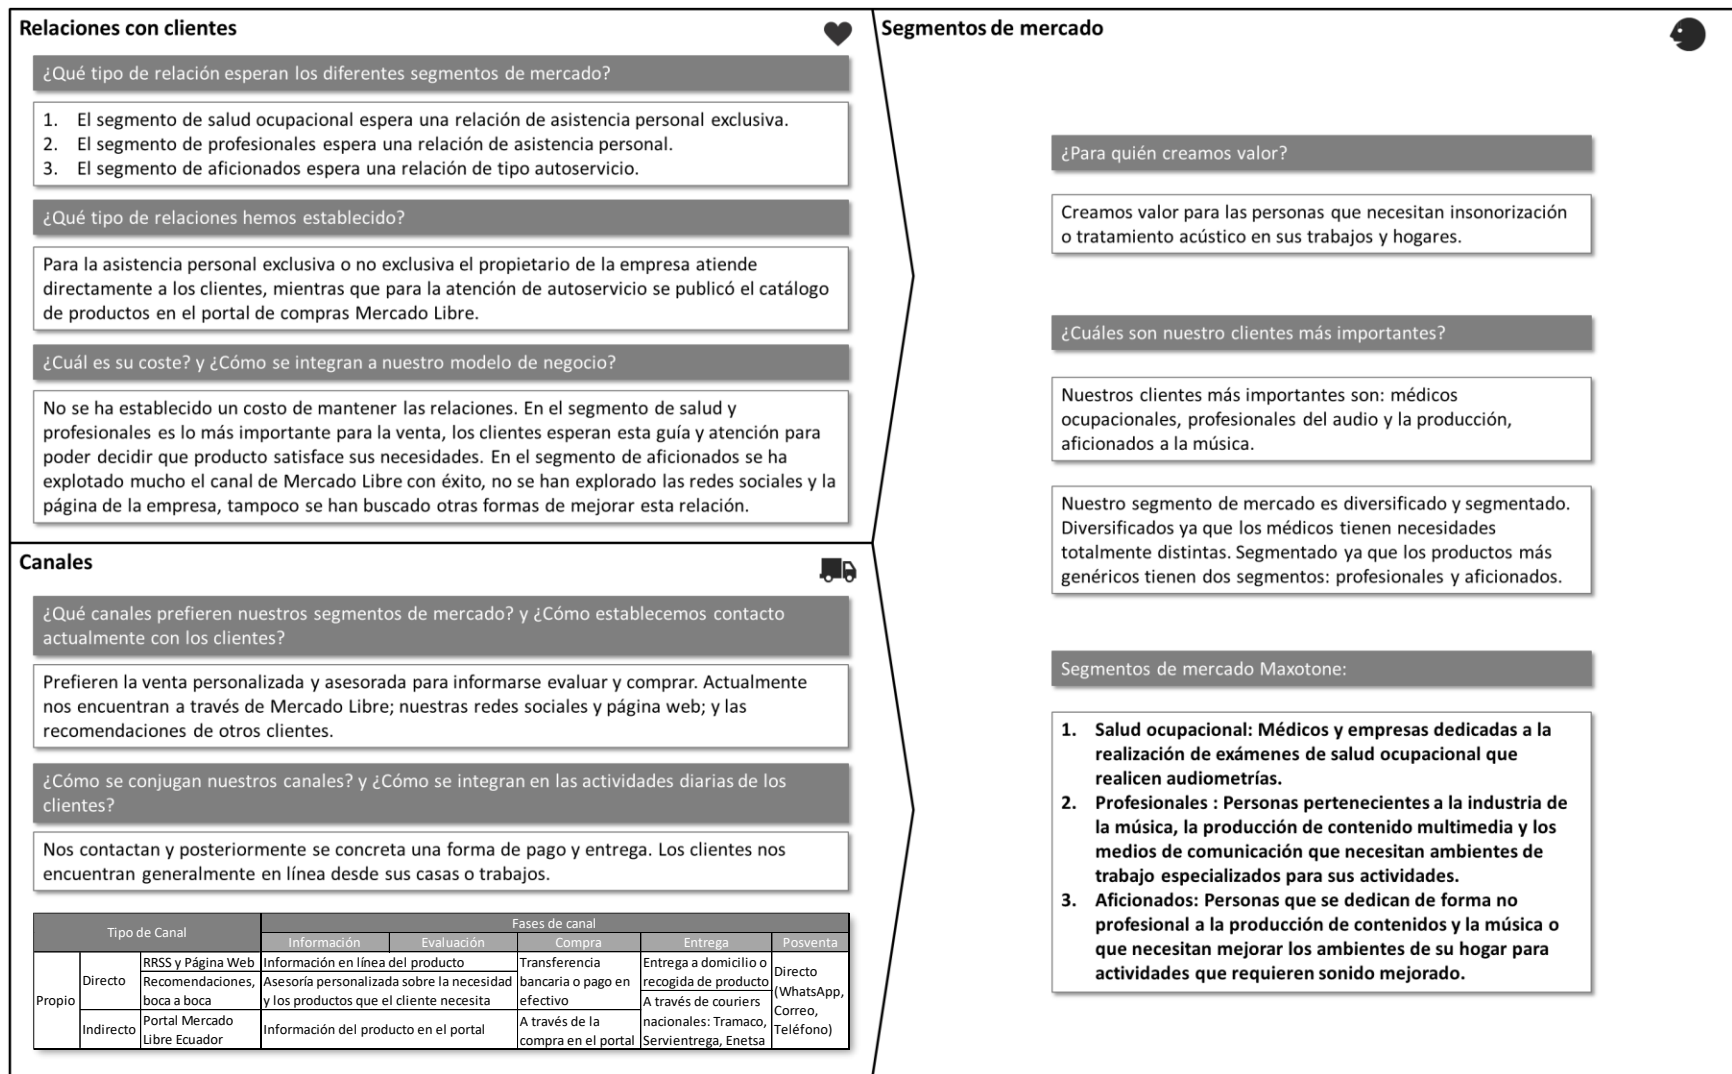 Relaciones con clientes
¿Qué tipo de relación esperan los diferentes segmentos de mercado?
1. El segmento de salud ocupacional espera una relación de asistencia personal exclusiva.
2. El segmento de profesionales espera una relación de asistencia personal.
3. El segmento de aficionados espera una relación de tipo autoservicio.
¿Qué tipo de relaciones hemos establecido?
Para la asistencia personal exclusiva o no exclusiva el propietario de la empresa atiende
directamente a los clientes, mientras que para la atención de autoservicio se publicó el catálogo
de productos en el portal de compras Mercado Libre.
¿Cuál es su coste? y ¿Cómo se integran a nuestro modelo de negocio?
No se ha establecido un costo de mantener las relaciones. En el segmento de salud y
profesionales es lo más importante para la venta, los clientes esperan esta guía y atención para
poder decidir que producto satisface sus necesidades. En el segmento de aficionados se ha
explotado mucho el canal de Mercado Libre con éxito, no se han explorado las redes sociales y la
página de la empresa, tampoco se han buscado otras formas de mejorar esta relación.
Canales
¿Qué canales prefieren nuestros segmentos de mercado? y ¿Cómo establecemos contacto
actualmente con los clientes?
Prefieren la venta personalizada y asesorada para informarse evaluar y comprar. Actualmente
nos encuentran a través de Mercado Libre; nuestras redes sociales y página web; y las
recomendaciones de otros clientes.
¿Cómo se conjugan nuestros canales? y ¿Cómo se integran en las actividades diarias de los
clientes?
Nos contactan y posteriormente se concreta una forma de pago y entrega. Los clientes nos
encuentran generalmente en línea desde sus casas o trabajos.
Tipo de Canal
Fases de canal
Información Evaluación Compra Entrega Posventa
Propio
Directo
RRSS y Página Web
Información en línea del producto
Recomendaciones,
boca a boca
Asesoría personalizada sobre la necesidad
y los productos que el cliente necesita
Transferencia
bancaria o pago en
efectivo
Entrega a domicilio o
recogida de producto
Indirecto
Portal Mercado
Libre Ecuador
Información del producto en el portal
A través de la
compra en el portal
A través de couriers
nacionales: Tramaco,
Servientrega, Enetsa
Directo
(WhatsApp,
Correo,
Teléfono)
Segmentos de mercado
¿Para quién creamos valor?
Creamos valor para las personas que necesitan insonorización
o tratamiento acústico en sus trabajos y hogares.
¿Cuáles son nuestro clientes más importantes?
Nuestros clientes más importantes son: médicos
ocupacionales, profesionales del audio y la producción,
aficionados a la música.
Nuestro segmento de mercado es diversificado y segmentado.
Diversificados ya que los médicos tienen necesidades
totalmente distintas. Segmentado ya que los productos más
genéricos tienen dos segmentos: profesionales y aficionados.
Segmentos de mercado Maxotone:
1. Salud ocupacional: Médicos y empresas dedicadas a la
realización de exámenes de salud ocupacional que
realicen audiometrías.
2. Profesionales : Personas pertenecientes a la industria de
la música, la producción de contenido multimedia y los
medios de comunicación que necesitan ambientes de
trabajo especializados para sus actividades.
3. Aficionados: Personas que se dedican de forma no
profesional a la producción de contenidos y la música o
que necesitan mejorar los ambientes de su hogar para
actividades que requieren sonido mejorado.